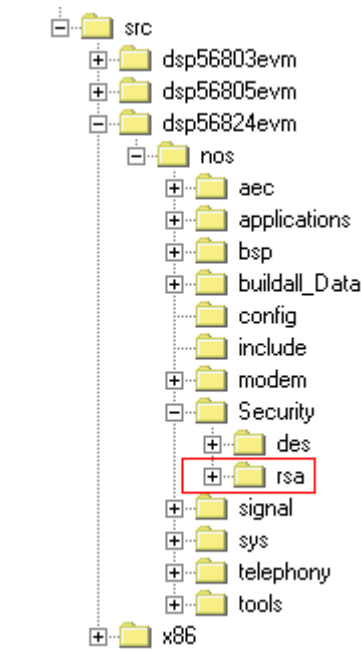 src
dsp56803evm
dsp56805evm
dsp56824evm
nos
aec
applications
bsp
buildall_Data
config
include
modem
Security
des
rsa
signal
sys
telephony
tools
x86